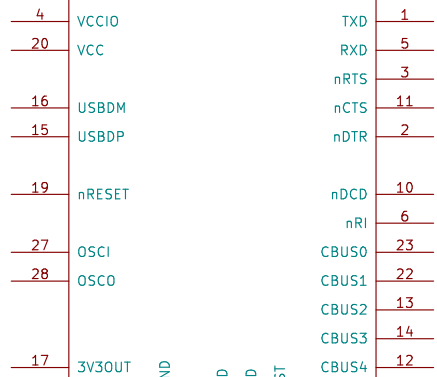 4 VCCIO TXD 1
20 VCC RXD 5
nRTS 3
16 USBDM nCTS 11
15 USBDP nDTR 2
19 nRESET nDCD 10
nRI 6
27 OSCI CBUS0 23
28 OSCO CBUS1 22
CBUS2 13
CBUS3 14
17 3V3OUT CBUS4 12
ND
D
D
ST